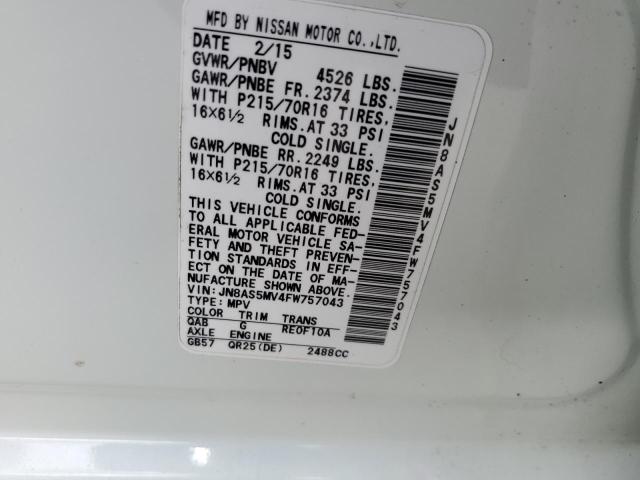 MFD BY NISSAN MOTOR CO.,LTD.
DATE 2/15
GVWR/PNBV 4526 LBS.
GAWR/PNBE FR. 2374 LBS.
WITH P215/70R16 TIRES,
16X6½ RIMS.AT 33 PSI
COLD SINGLE.
GAWR/PNBE RR. 2249 LBS.
WITH P215/70R16 TIRES,
16X6½ RIMS.AT 33 PSI
COLD SINGLE.
THIS VEHICLE CONFORMS
TO ALL APPLICABLE FED-
ERAL MOTOR VEHICLE SA-
FETY AND THEFT PREVEN-
TION STANDARDS IN EFF-
ECT ON THE DATE OF MA-
NUFACTURE SHOWN ABOVE.
VIN: JN8AS5MV4FW757043
TYPE: MPV
COLOR TRIM TRANS
QAB G RE0F10A
AXLE ENGINE
GB57 QR25(DE) 2488CC
JN8AS5MV4FW757043